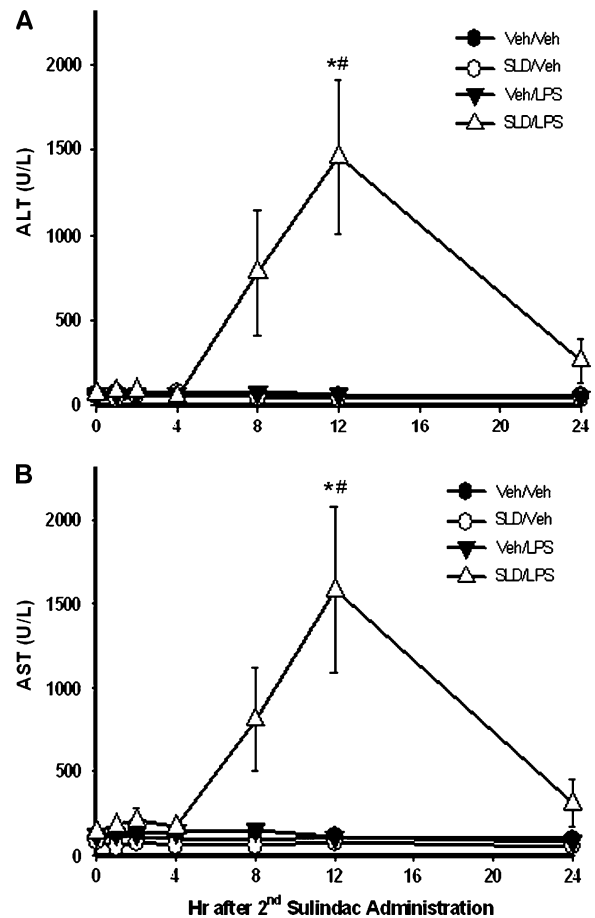 A
ALT (U/L)
2000
1500
1000
500
0
*#
Veh/Veh
SLD/Veh
Veh/LPS
SLD/LPS
0 4 8 12 16 20 24
B
AST (U/L)
2000
1500
1000
500
0
*#
Veh/Veh
SLD/Veh
Veh/LPS
SLD/LPS
0 4 8 12 16 20 24
Hr after 2nd Sulindac Administration